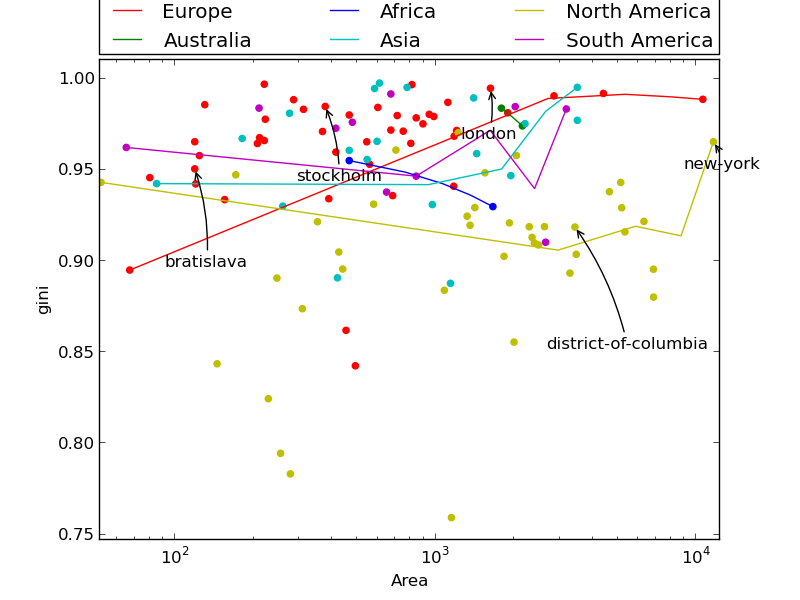 Europe Africa North America
Australia Asia South America
1.00
0.95
0.90
0.85
0.80
0.75
gini
london
stockholm
new-york
bratislava
district-of-columbia
10² 10³ 10⁴
Area